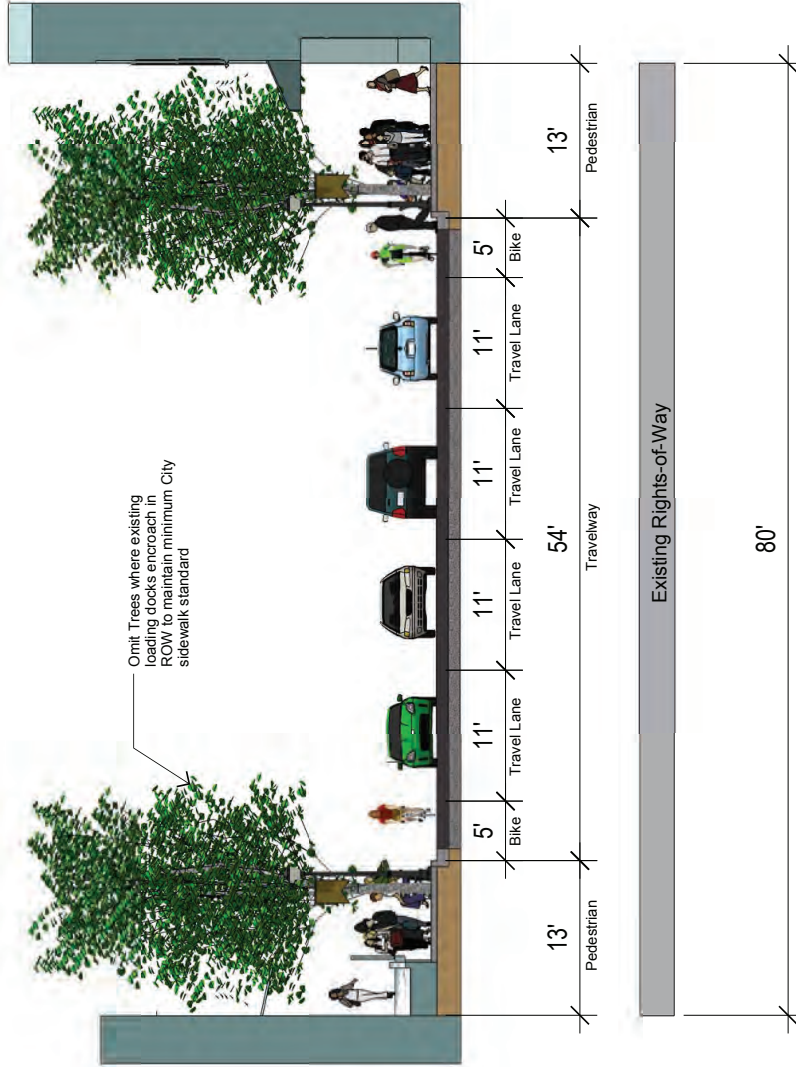 Omit Trees where existing
loading docks encroach in
ROW to maintain minimum City
sidewalk standard
5' 11' 11' 11' 11' 5'
Bike Travel Lane Travel Lane Travel Lane Travel Lane Bike
13' 54' 13'
Pedestrian Travelway Pedestrian
Existing Rights-of-Way
80'